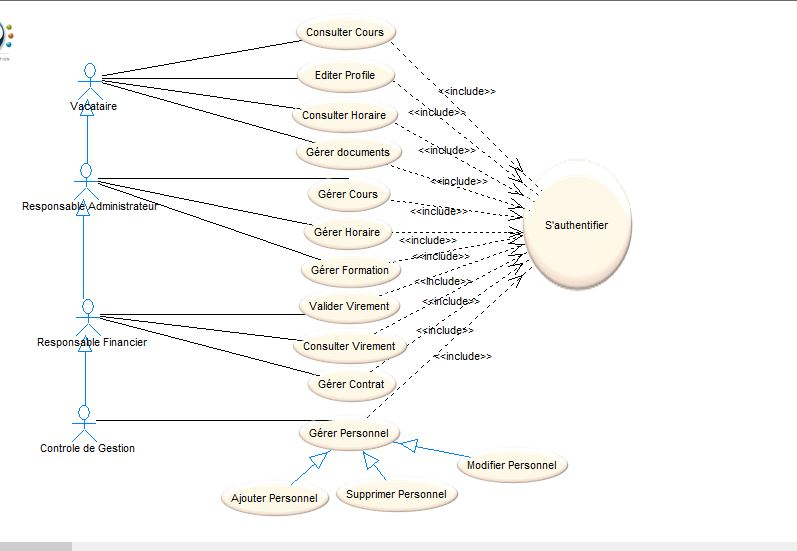 Consulter Cours
Editer Profile
<<include>>
Vacataire
Consulter Horaire
<<include>>
Gérer documents
<<include>>
<<include>>
Responsable Administrateur
Gérer Cours
<<include>>
S'authentifier
Gérer Horaire
<<include>>
<<include>>
Gérer Formation
<<include>>
Valider Virement
<<include>>
Responsable Financier
Consulter Virement
<<include>>
<<include>>
Gérer Contrat
Gérer Personnel
Controle de Gestion
Modifier Personnel
Ajouter Personnel
Supprimer Personnel